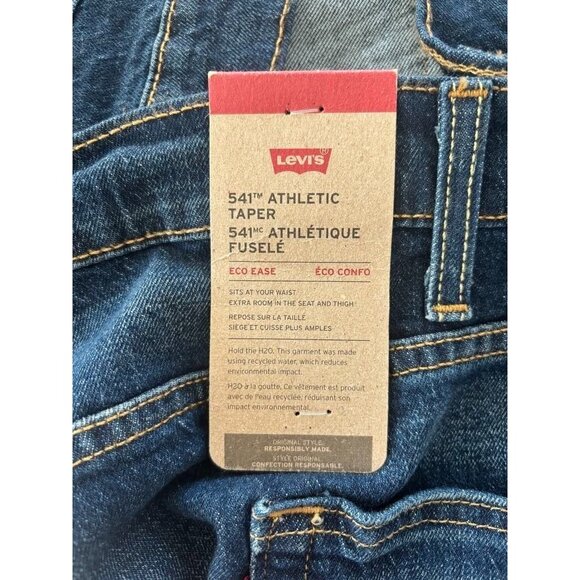 LEVI'S®
541™ ATHLETIC
TAPER
541ᴹᶜ ATHLÉTIQUE
FUSELÉ
ECO EASE ÉCO CONFO
SITS AT YOUR WAIST
EXTRA ROOM IN THE SEAT AND THIGH
REPOSE SUR LA TAILLE
SIEGE ET CUISSE PLUS AMPLES
Hold the H2O. This garment was made
using recycled water, which reduces
environmental impact.
H2O à la goutte. Ce vêtement est produit
avec de l'eau recyclée, réduisant son
impact environnemental.
ORIGINAL STYLE.
RESPONSIBLY MADE.
STYLE ORIGINAL.
CONFECTION RESPONSABLE.